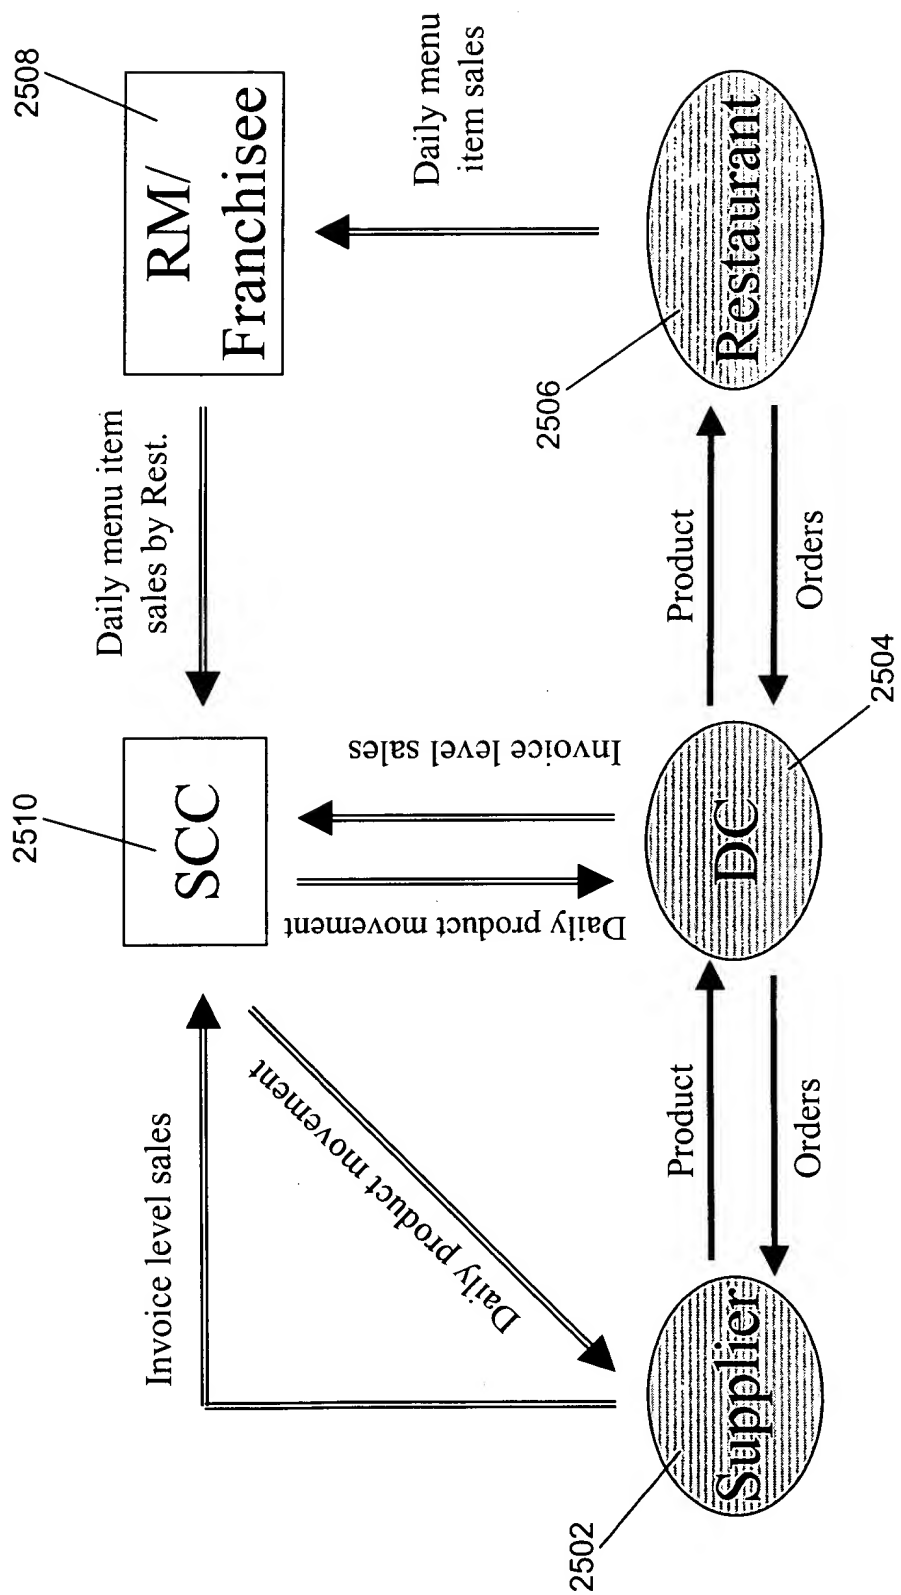 2510
2508
SCC
RM/
Franchisee
Invoice level sales
Daily menu item
sales by Rest.
Daily product
movement
Daily product movement
Invoice level sales
Daily menu
item sales
2506
Product
Product
Supplier
DC
Restaurant
Orders
Orders
2502
2504